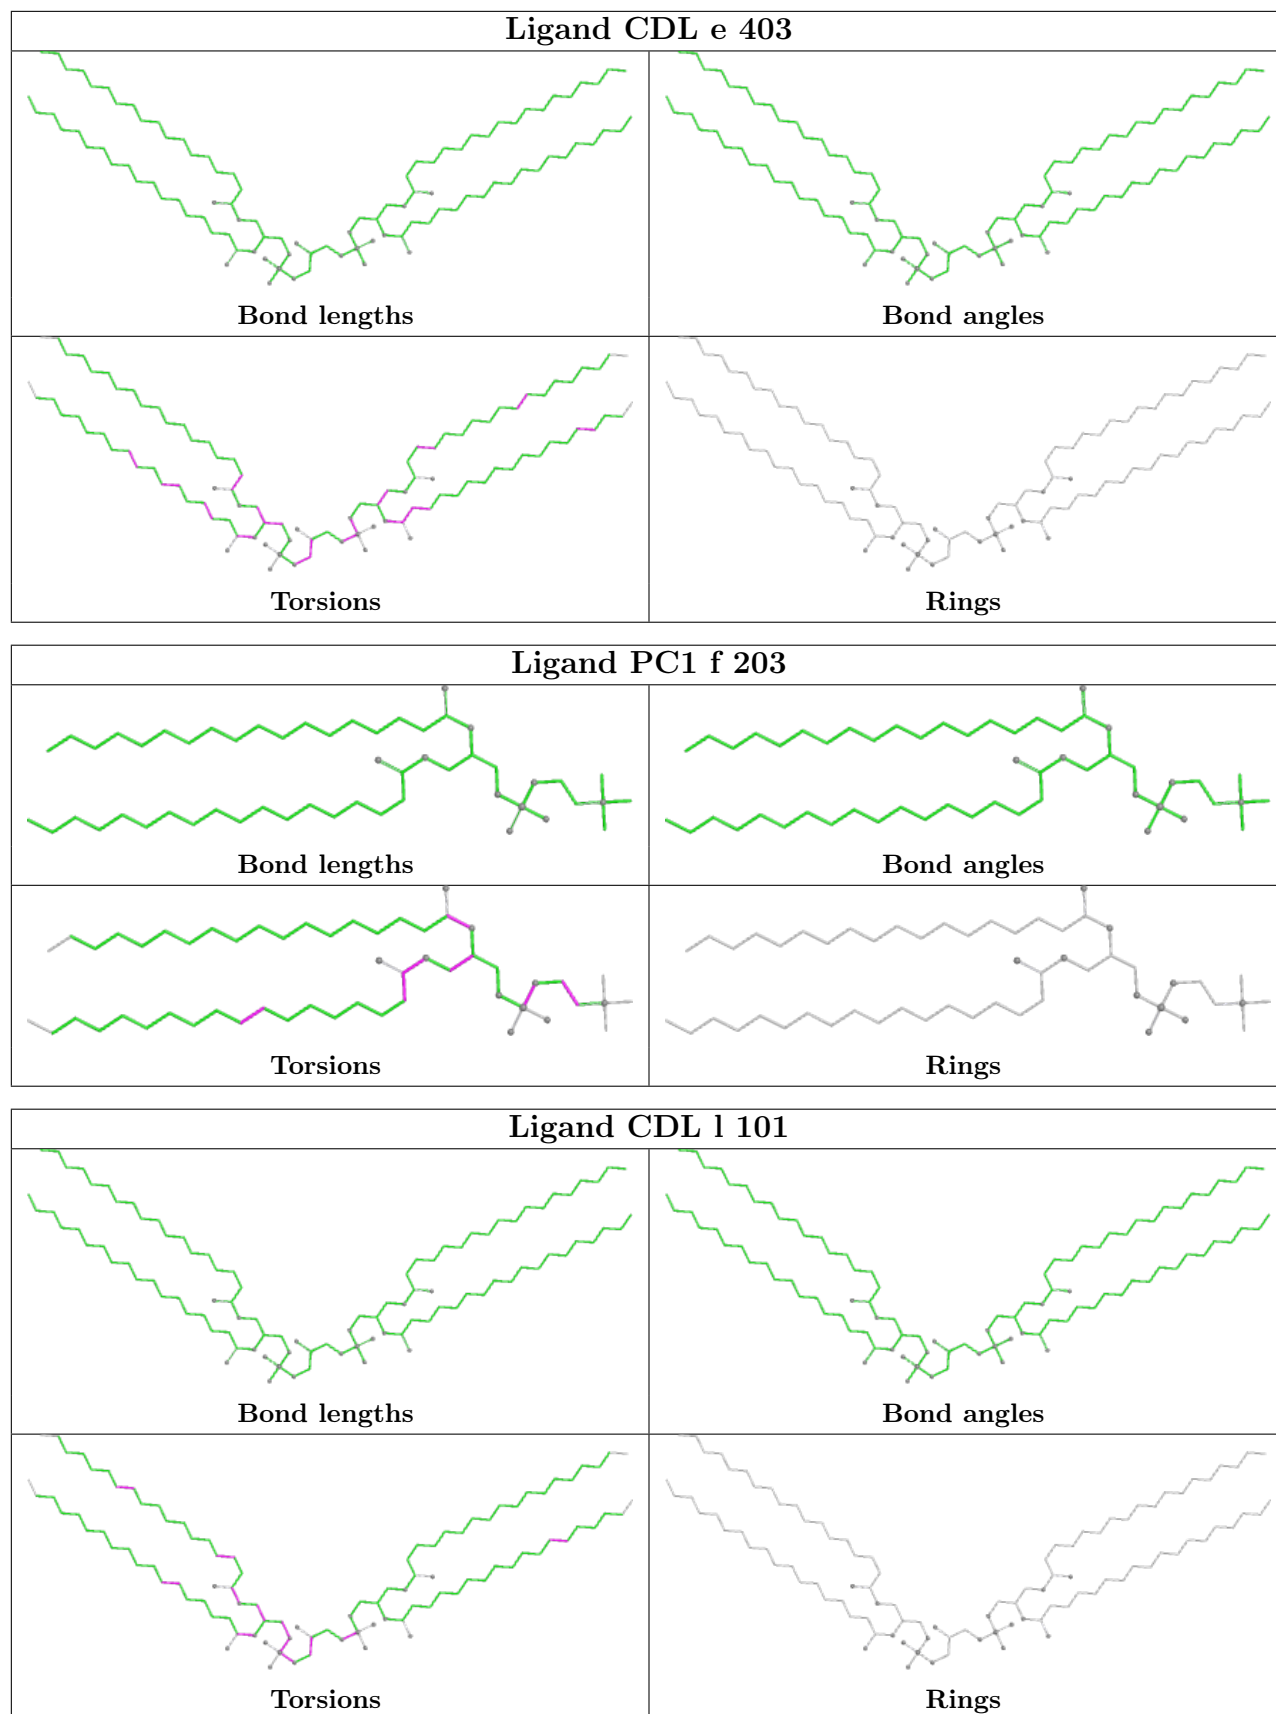 Ligand CDL e 403
Bond lengths
Bond angles
Torsions
Rings
Ligand PC1 f 203
Bond lengths
Bond angles
Torsions
Rings
Ligand CDL l 101
Bond lengths
Bond angles
Torsions
Rings